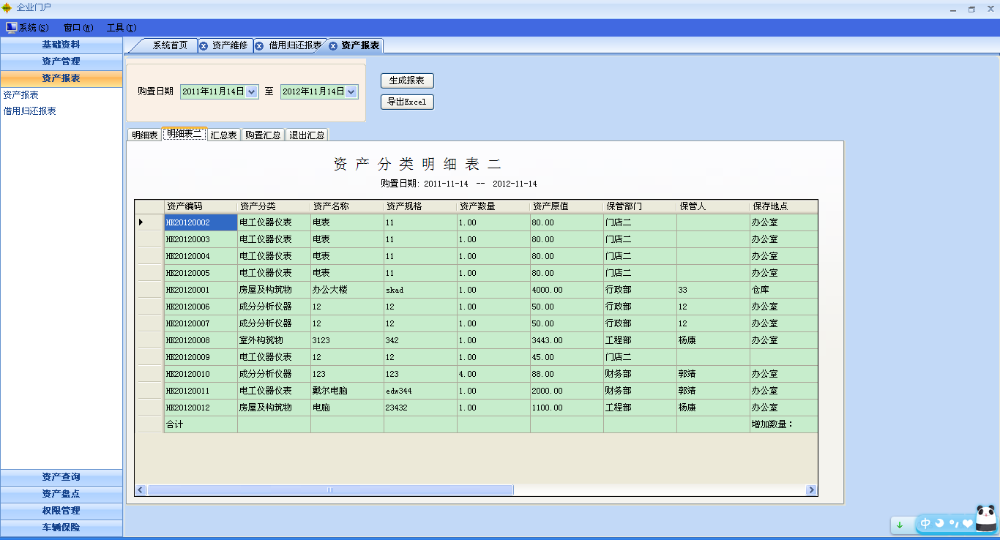 企业门户
系统(S) 窗口(W) 工具(T)
基础资料
资产管理
资产报表
资产报表
借用归还报表
资产查询
资产盘点
权限管理
车辆保险
系统首页 资产维修 借用归还报表 资产报表
购置日期 2011年11月14日 至 2012年11月14日
生成报表
导出Excel
明细表 明细表二 汇总表 购置汇总 退出汇总
资产分类明细表二
购置日期: 2011-11-14 -- 2012-11-14
资产编码 资产分类 资产名称 资产规格 资产数量 资产原值 保管部门 保管人 保存地点
HK20120002 电工仪器仪表 电表 11 1.00 80.00 门店二 办公室
HK20120003 电工仪器仪表 电表 11 1.00 80.00 门店二 办公室
HK20120004 电工仪器仪表 电表 11 1.00 80.00 门店二 办公室
HK20120005 电工仪器仪表 电表 11 1.00 80.00 门店二 办公室
HK20120001 房屋及构筑物 办公大楼 skad 1.00 4000.00 行政部 33 仓库
HK20120006 成分分析仪器 12 12 1.00 50.00 行政部 12 办公室
HK20120007 成分分析仪器 12 12 1.00 50.00 行政部 12 办公室
HK20120008 室外构筑物 3123 342 1.00 3443.00 工程部 杨康 办公室
HK20120009 电工仪器仪表 12 12 1.00 45.00 门店二
HK20120010 成分分析仪器 123 123 4.00 88.00 财务部 郭靖 办公室
HK20120011 电工仪器仪表 戴尔电脑 edw344 1.00 2000.00 财务部 郭靖 办公室
HK20120012 房屋及构筑物 电脑 23432 1.00 1100.00 工程部 杨康 办公室
合计 增加数量：
中